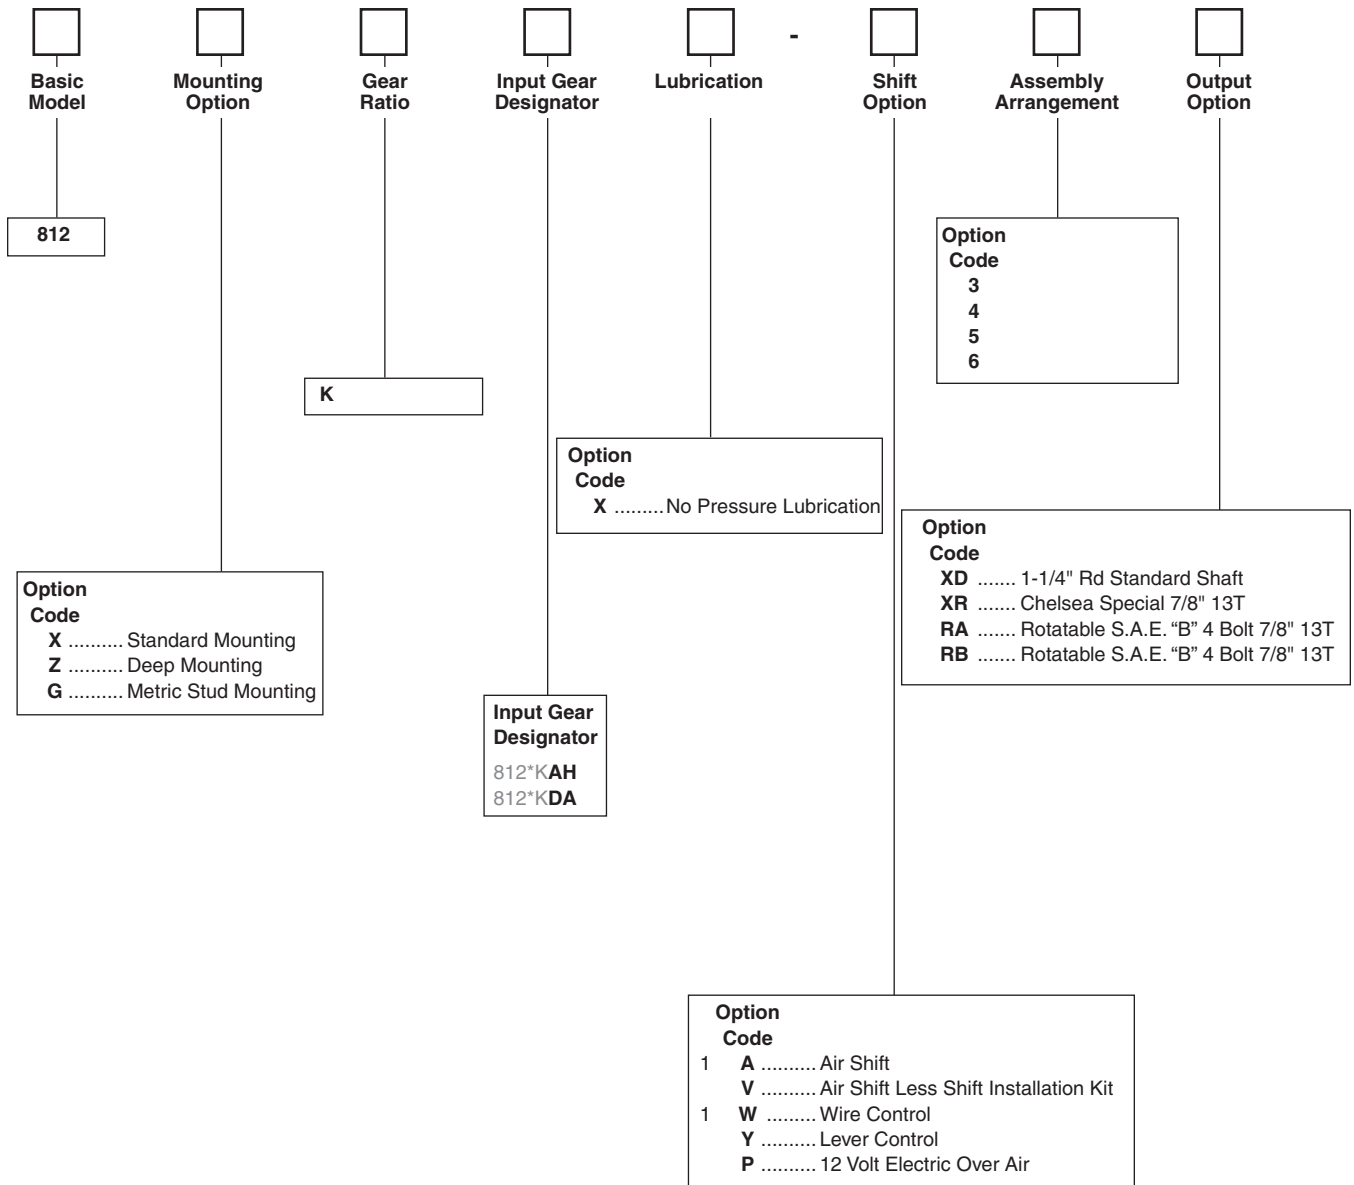 -
Basic
Model
Mounting
Option
Gear
Ratio
Input Gear
Designator
Lubrication
Shift
Option
Assembly
Arrangement
Output
Option
812
Option
Code
3
4
5
6
K
Option
Code
X .........No Pressure Lubrication
Option
Code
XD ....... 1-1/4" Rd Standard Shaft
XR ....... Chelsea Special 7/8" 13T
RA ....... Rotatable S.A.E. “B” 4 Bolt 7/8" 13T
RB ....... Rotatable S.A.E. “B” 4 Bolt 7/8" 13T
Option
Code
X .......... Standard Mounting
Z .......... Deep Mounting
G .......... Metric Stud Mounting
Input Gear
Designator
812*KAH
812*KDA
Option
Code
1 A .......... Air Shift
V .......... Air Shift Less Shift Installation Kit
1 W ......... Wire Control
Y .......... Lever Control
P .......... 12 Volt Electric Over Air